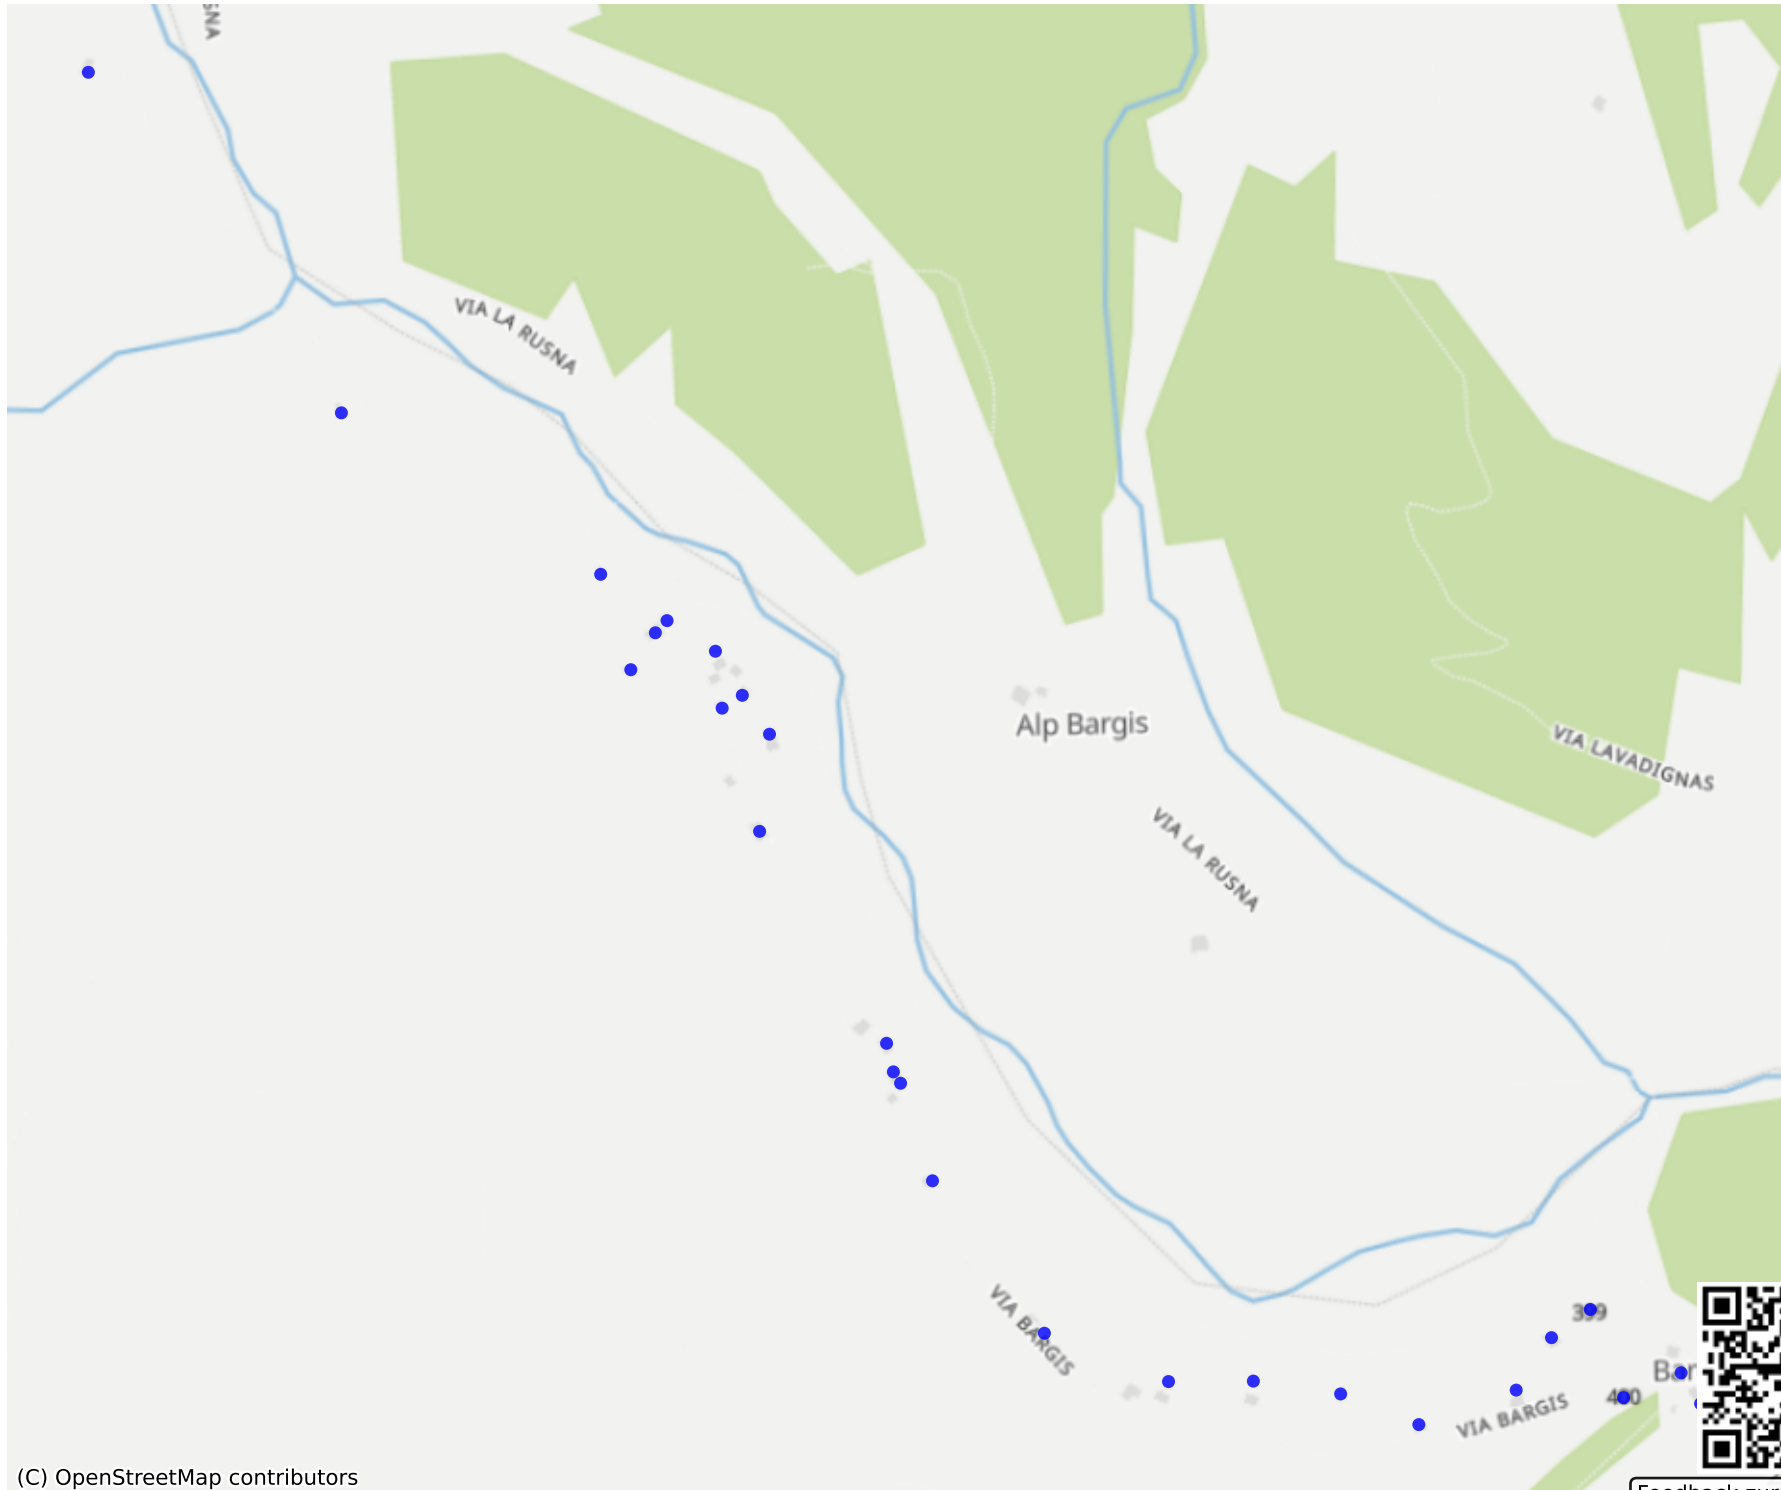 VIA LA RUSNA
Alp Bargis
VIA LAVADIGNAS
VIA LA RUSNA
VIA BARGIS
399
400
VIA BARGIS
(C) OpenStreetMap contributors